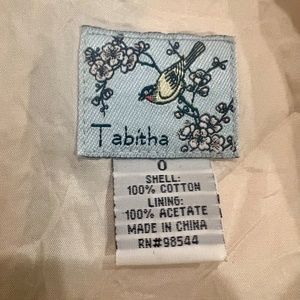 Tabitha
0
SHELL:
100% COTTON
LINING:
100% ACETATE
MADE IN CHINA
RN#98544